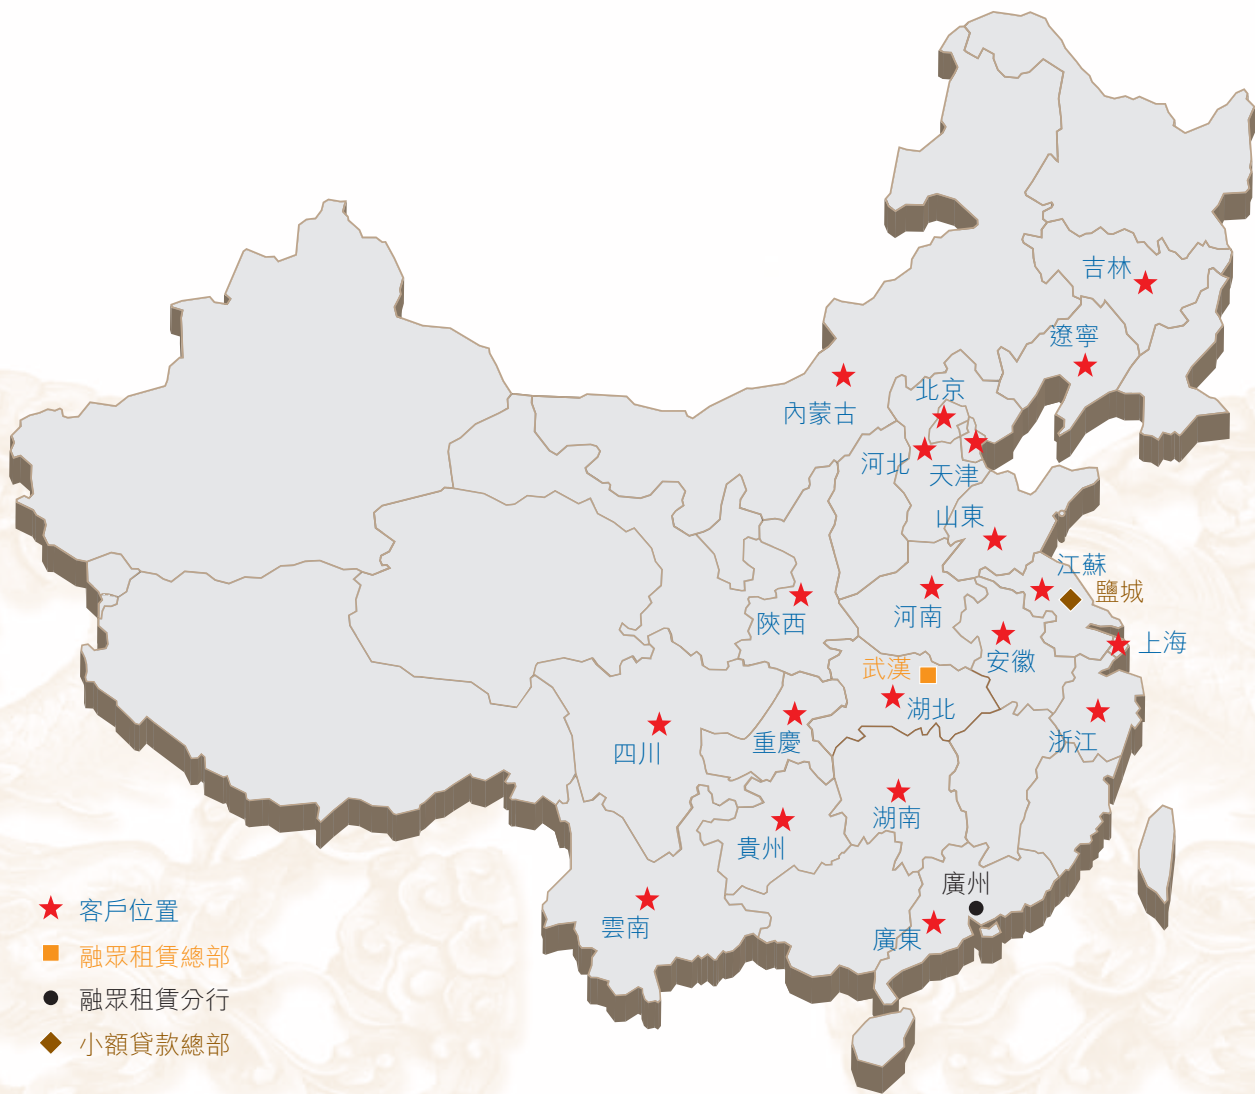 吉林
遼寧
北京
內蒙古
河北
天津
山東
江蘇
鹽城
河南
陝西
上海
安徽
武漢
湖北
浙江
重慶
四川
湖南
貴州
廣州
雲南
廣東
客戶位置
融眾租賃總部
融眾租賃分行
小額貸款總部